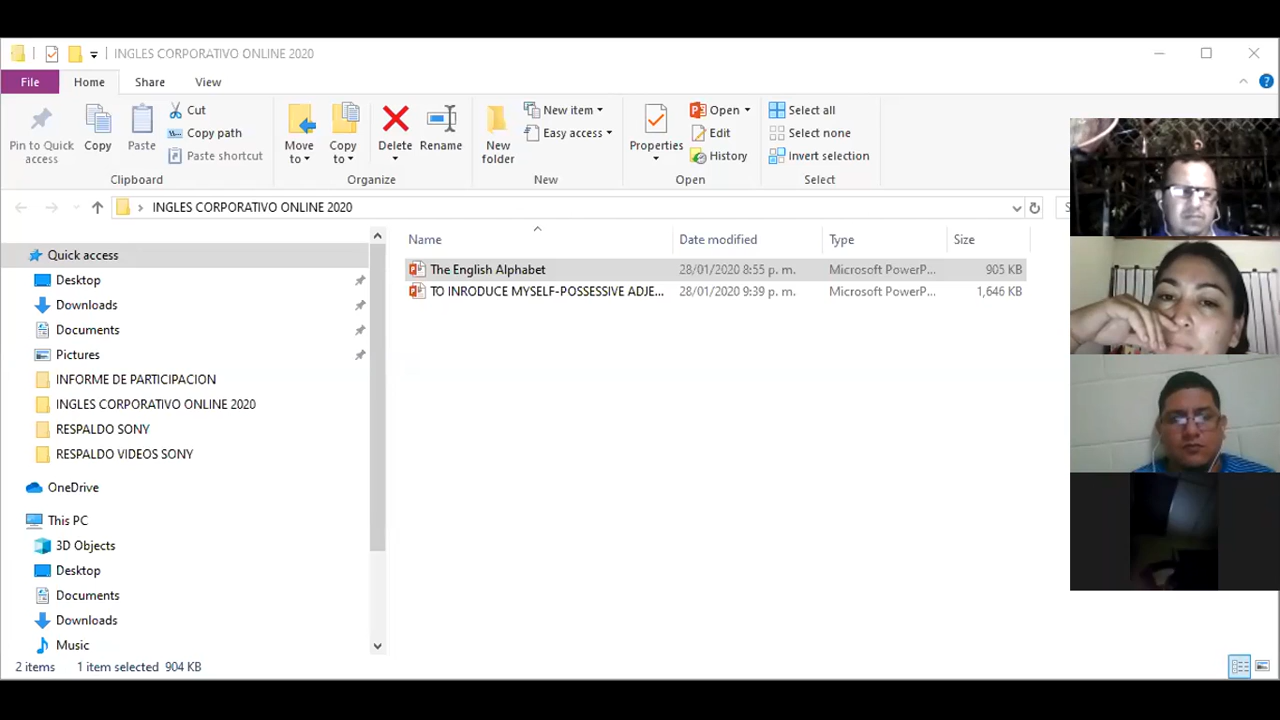 INGLES CORPORATIVO ONLINE 2020
File Home Share View
Pin to Quick access
Copy
Paste
Cut
Copy path
Paste shortcut
Clipboard
Move to
Copy to
Delete
Rename
Organize
New folder
New item
Easy access
New
Properties
Open
Edit
History
Open
Select all
Select none
Invert selection
Select
INGLES CORPORATIVO ONLINE 2020
Name Date modified Type Size
The English Alphabet 28/01/2020 8:55 p. m. Microsoft PowerP... 905 KB
TO INRODUCE MYSELF-POSSESSIVE ADJE... 28/01/2020 9:39 p. m. Microsoft PowerP... 1,646 KB
Quick access
Desktop
Downloads
Documents
Pictures
INFORME DE PARTICIPACION
INGLES CORPORATIVO ONLINE 2020
RESPALDO SONY
RESPALDO VIDEOS SONY
OneDrive
This PC
3D Objects
Desktop
Documents
Downloads
Music
2 items 1 item selected 904 KB